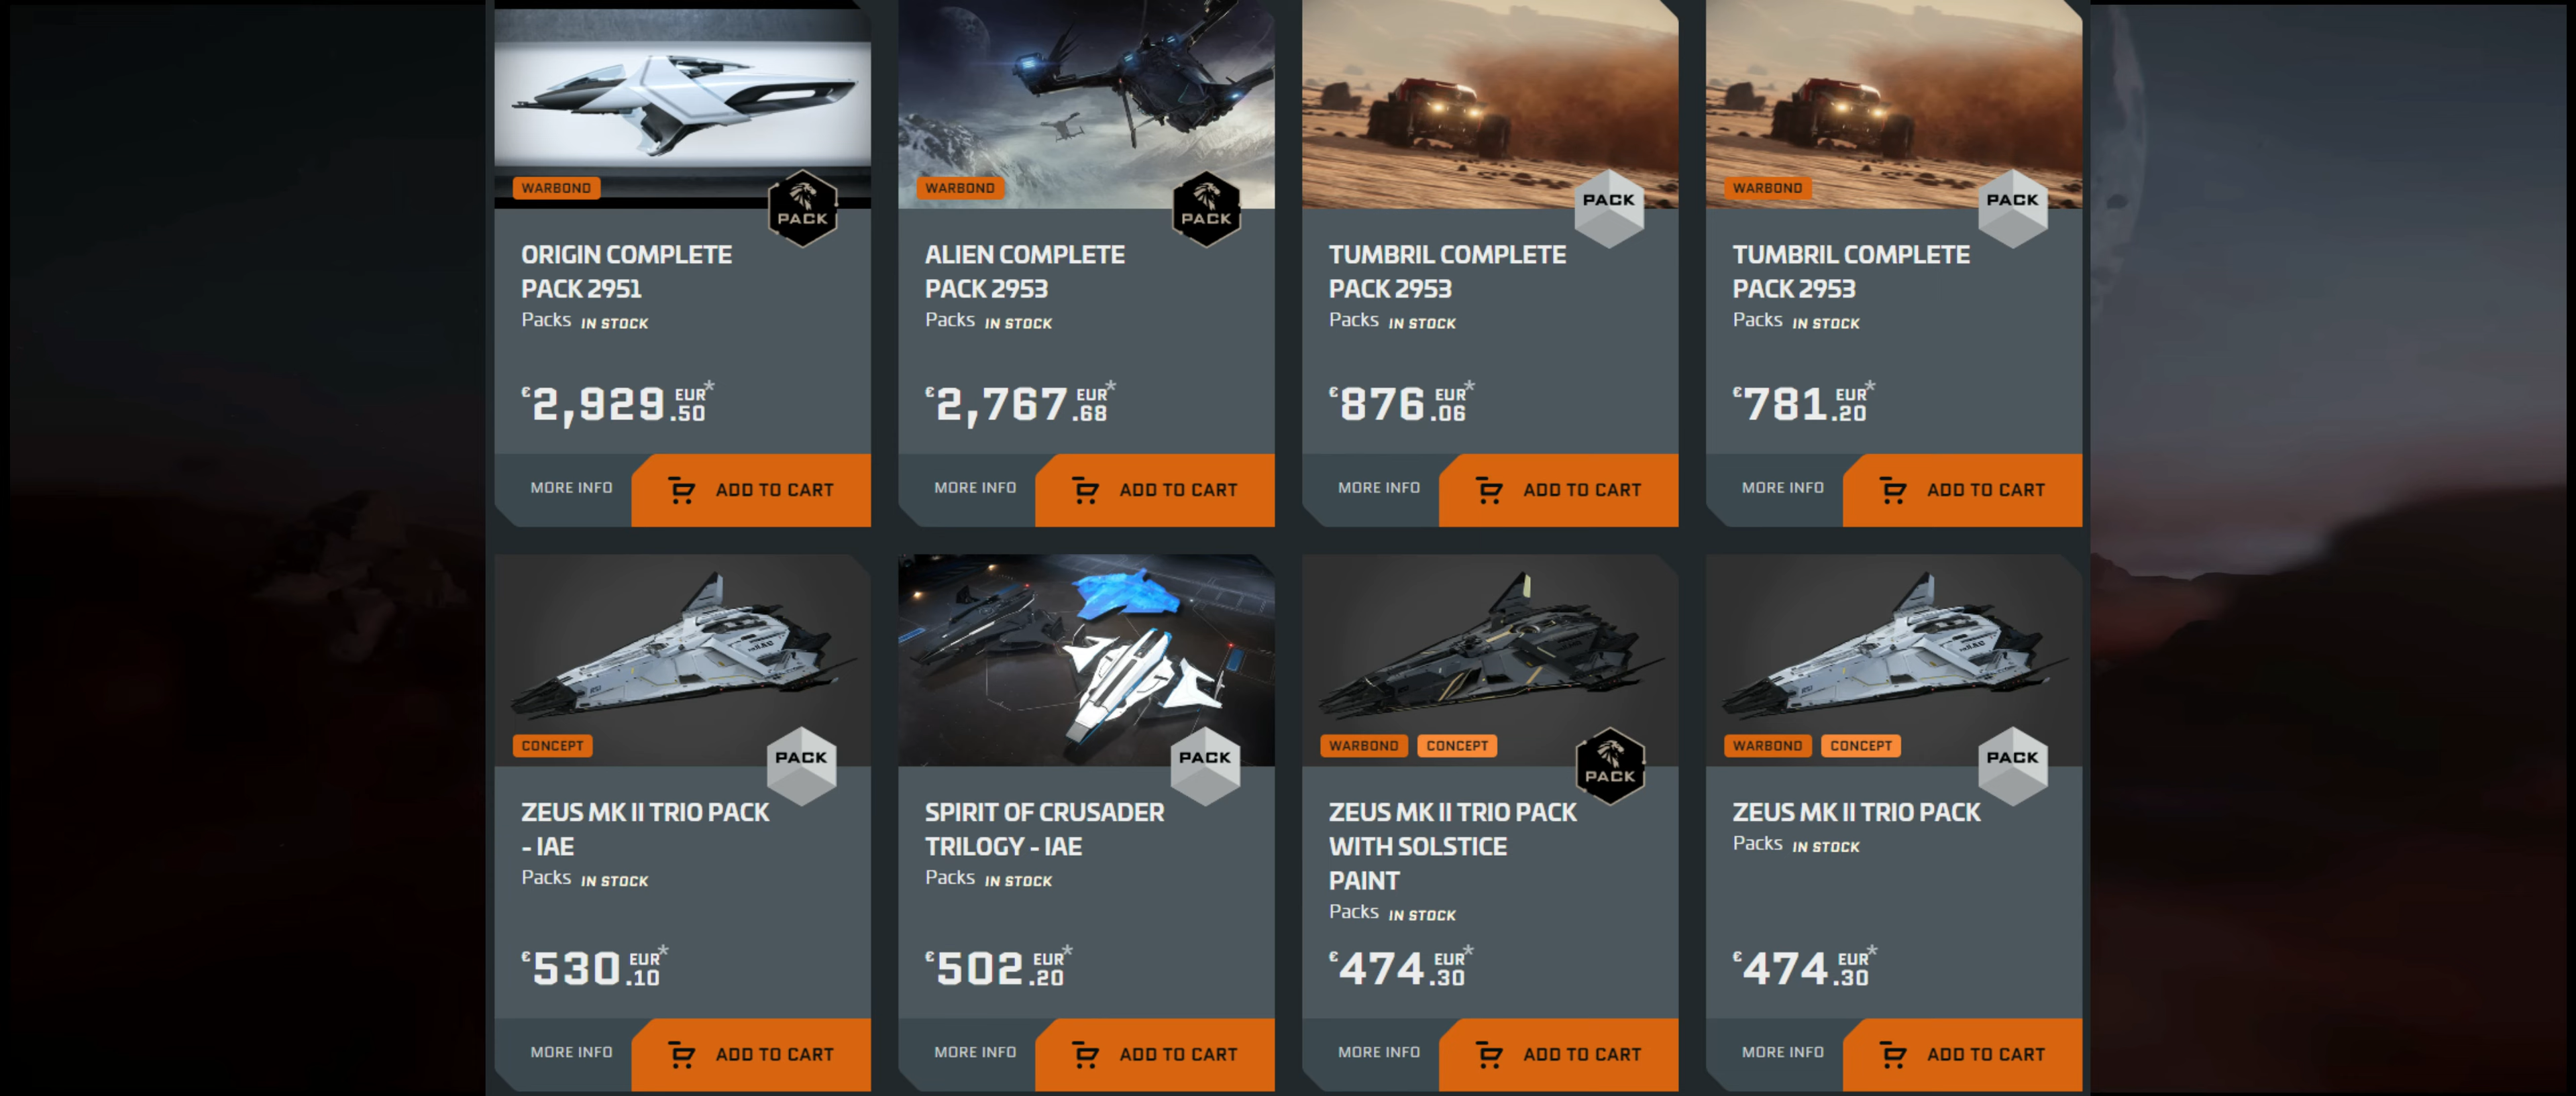 WARBOND
PACK
ORIGIN COMPLETE
PACK 2951
Packs IN STOCK
€2,929.50 EUR*
MORE INFO
ADD TO CART
WARBOND
PACK
ALIEN COMPLETE
PACK 2953
Packs IN STOCK
€2,767.68 EUR*
MORE INFO
ADD TO CART
PACK
TUMBRIL COMPLETE
PACK 2953
Packs IN STOCK
€876.06 EUR*
MORE INFO
ADD TO CART
WARBOND
PACK
TUMBRIL COMPLETE
PACK 2953
Packs IN STOCK
€781.20 EUR*
MORE INFO
ADD TO CART
CONCEPT
PACK
ZEUS MK II TRIO PACK
- IAE
Packs IN STOCK
€530.10 EUR*
MORE INFO
ADD TO CART
PACK
SPIRIT OF CRUSADER
TRILOGY - IAE
Packs IN STOCK
€502.20 EUR*
MORE INFO
ADD TO CART
WARBOND CONCEPT
PACK
ZEUS MK II TRIO PACK
WITH SOLSTICE
PAINT
Packs IN STOCK
€474.30 EUR*
MORE INFO
ADD TO CART
WARBOND CONCEPT
PACK
ZEUS MK II TRIO PACK
Packs IN STOCK
€474.30 EUR*
MORE INFO
ADD TO CART